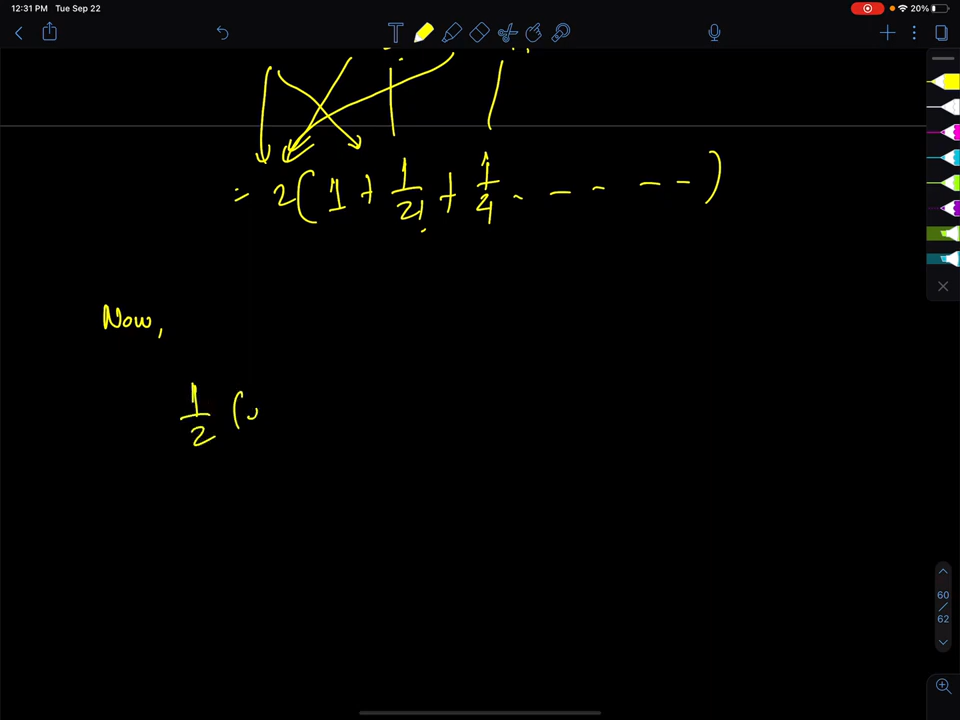 12:31 PM Tue Sep 22
20%
T
= 2(1 + 1/2! + 1/4 - - - - -)
Now,
1/2 (
60
/
62